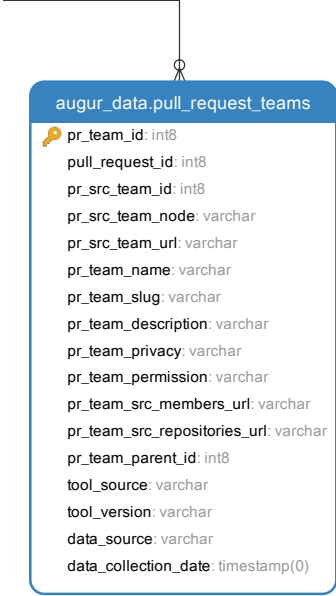 augur_data.pull_request_teams
pr_team_id: int8
pull_request_id: int8
pr_src_team_id: int8
pr_src_team_node: varchar
pr_src_team_url: varchar
pr_team_name: varchar
pr_team_slug: varchar
pr_team_description: varchar
pr_team_privacy: varchar
pr_team_permission: varchar
pr_team_src_members_url: varchar
pr_team_src_repositories_url: varchar
pr_team_parent_id: int8
tool_source: varchar
tool_version: varchar
data_source: varchar
data_collection_date: timestamp(0)